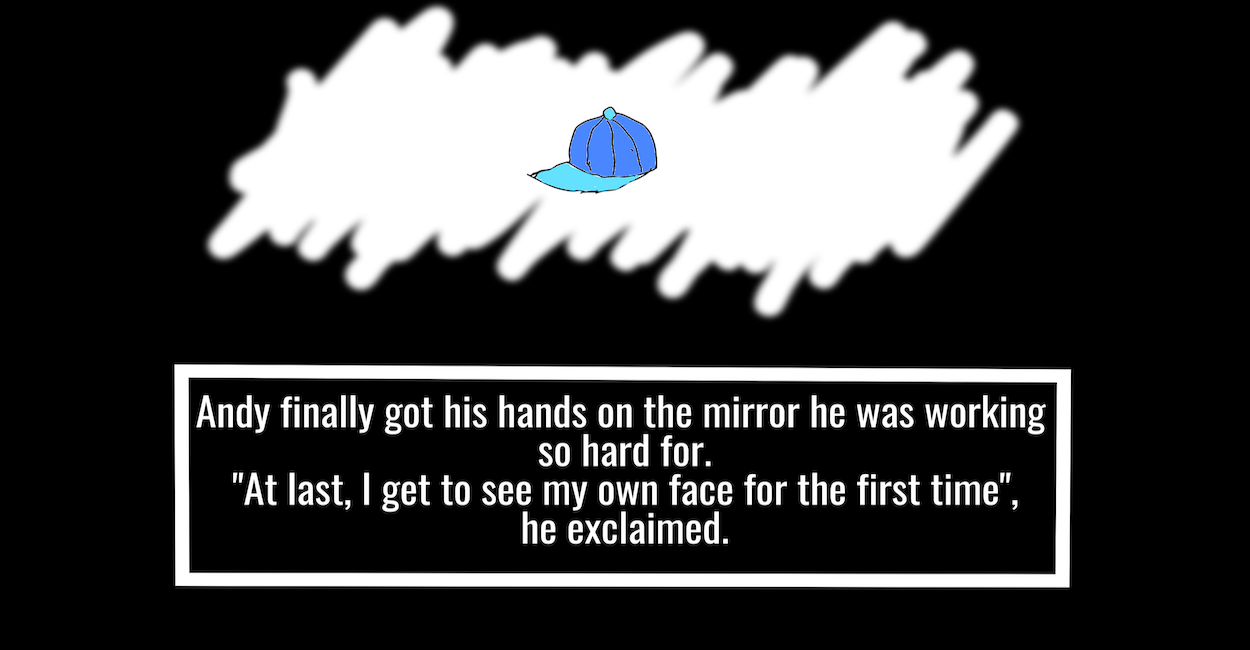 Andy finally got his hands on the mirror he was working
so hard for.
"At last, I get to see my own face for the first time",
he exclaimed.